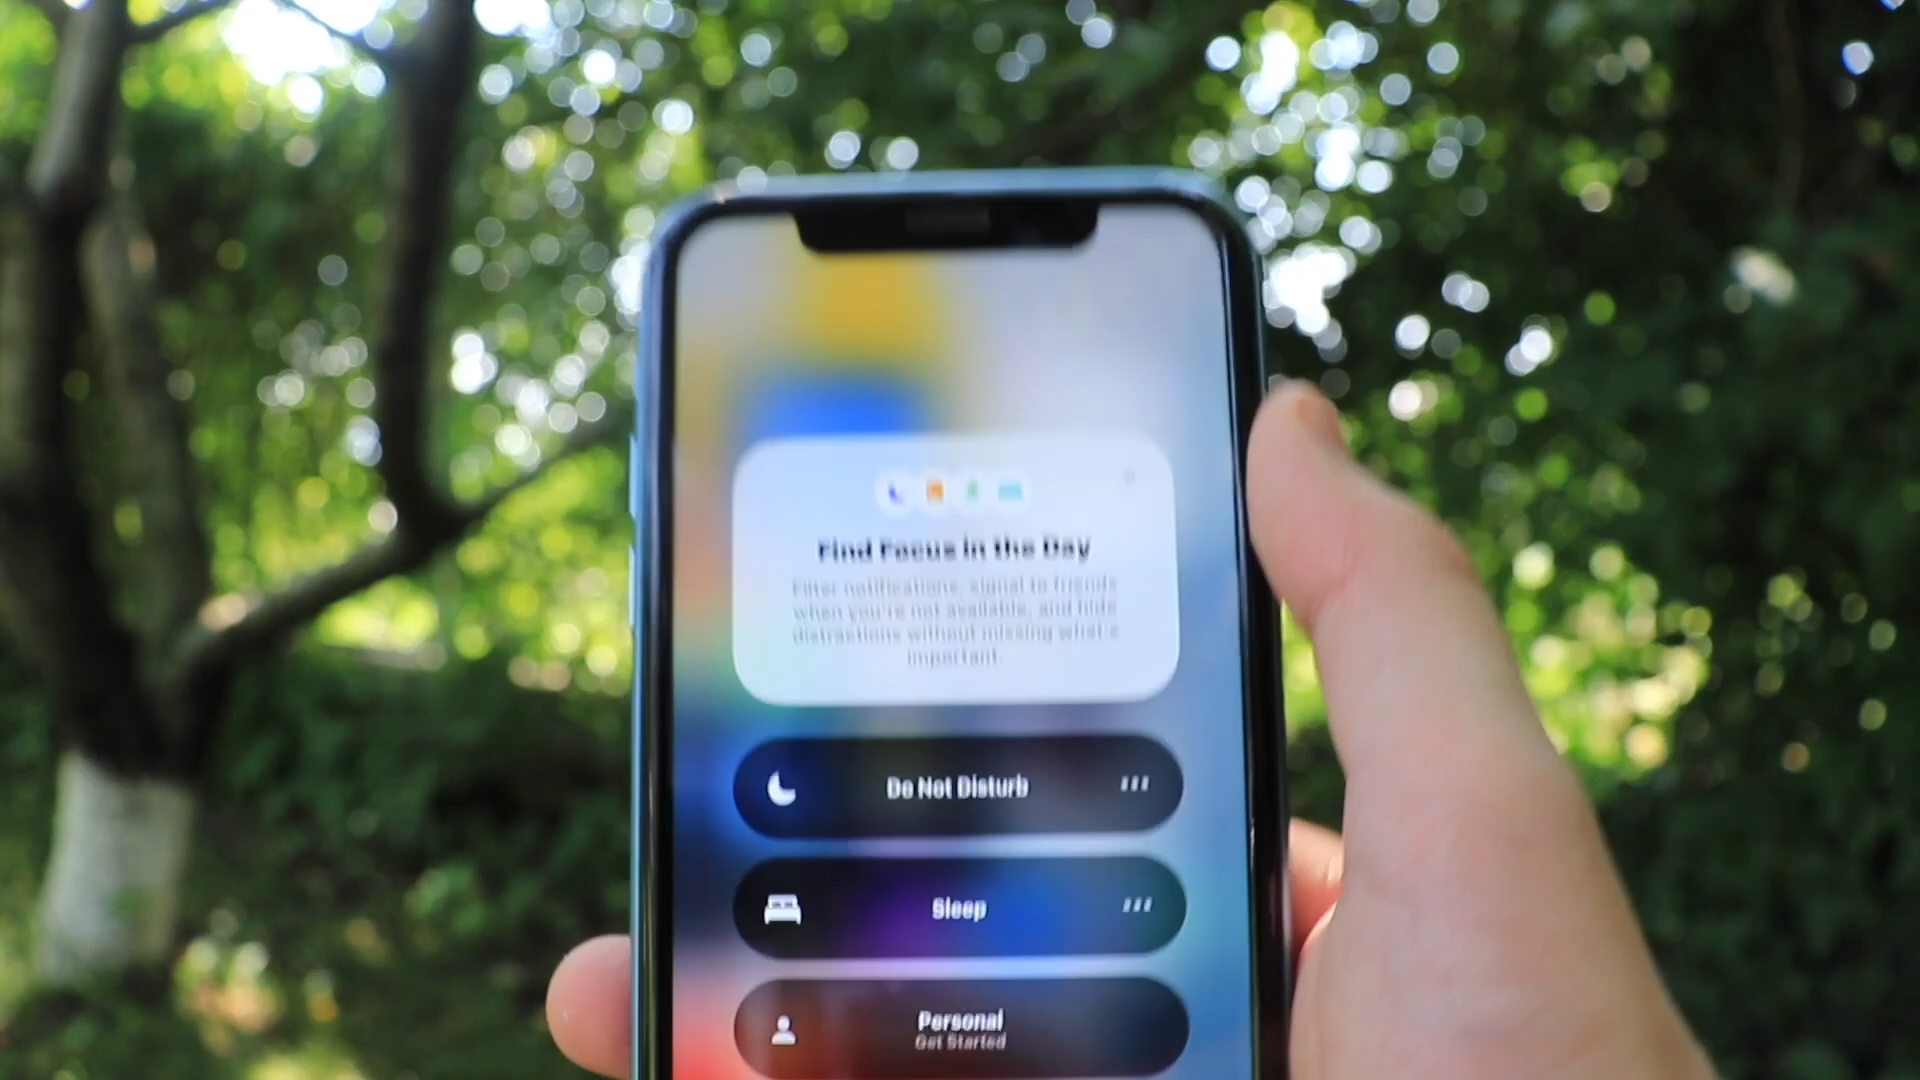 Find Focus in the Day
Filter notifications, signal to friends
when you're not available, and hide
distractions without missing what's
important.
Do Not Disturb
Sleep
Personal
Get Started